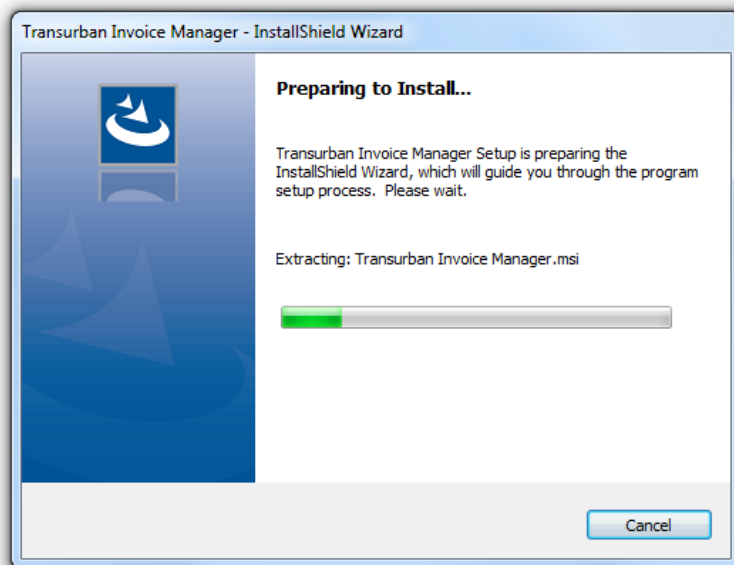 Transurban Invoice Manager - InstallShield Wizard
Preparing to Install...
Transurban Invoice Manager Setup is preparing the
InstallShield Wizard, which will guide you through the program
setup process.  Please wait.
Extracting: Transurban Invoice Manager.msi
Cancel